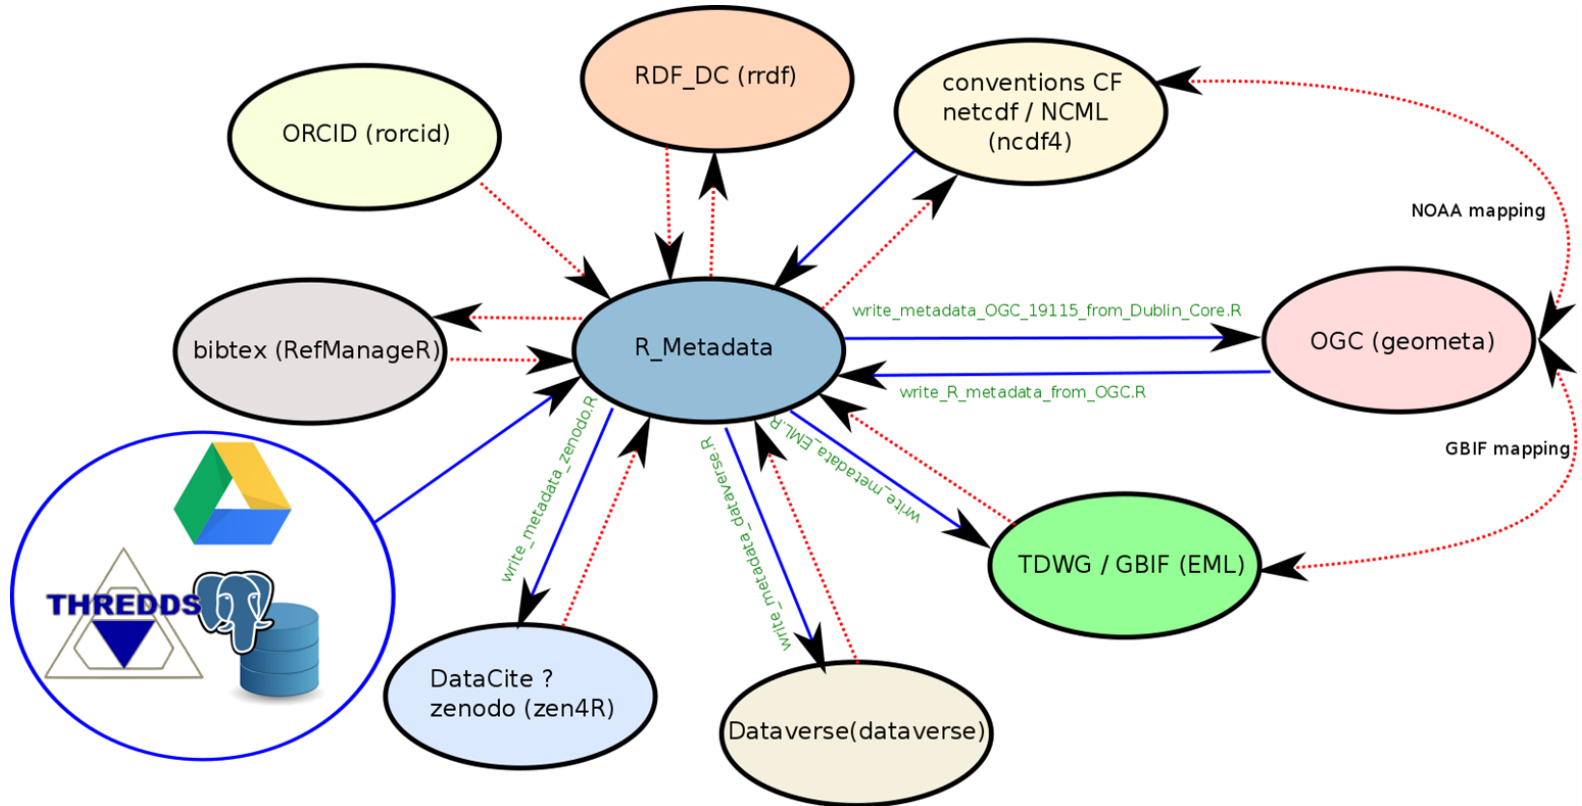 RDF_DC (rrdf)
conventions CF
netcdf / NCML
(ncdf4)
ORCID (rorcid)
NOAA mapping
write_metadata_OGC_19115_from_Dublin_Core.R
bibtex (RefManageR)
R_Metadata
OGC (geometa)
write_R_metadata_from_OGC.R
GBIF mapping
write_metadata_zenodo.R
write_metadata_dataverse.R
write_metadata_EML.R
TDWG / GBIF (EML)
THREDDS
DataCite ?
zenodo (zen4R)
Dataverse(dataverse)